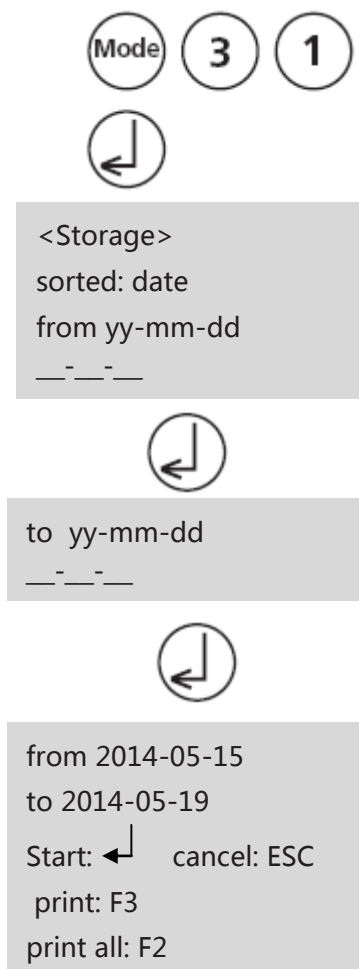 Mode 3 1
<Storage>
sorted: date
from yy-mm-dd
__-__-__
to yy-mm-dd
__-__-__
from 2014-05-15
to 2014-05-19
Start: cancel: ESC
print: F3
print all: F2